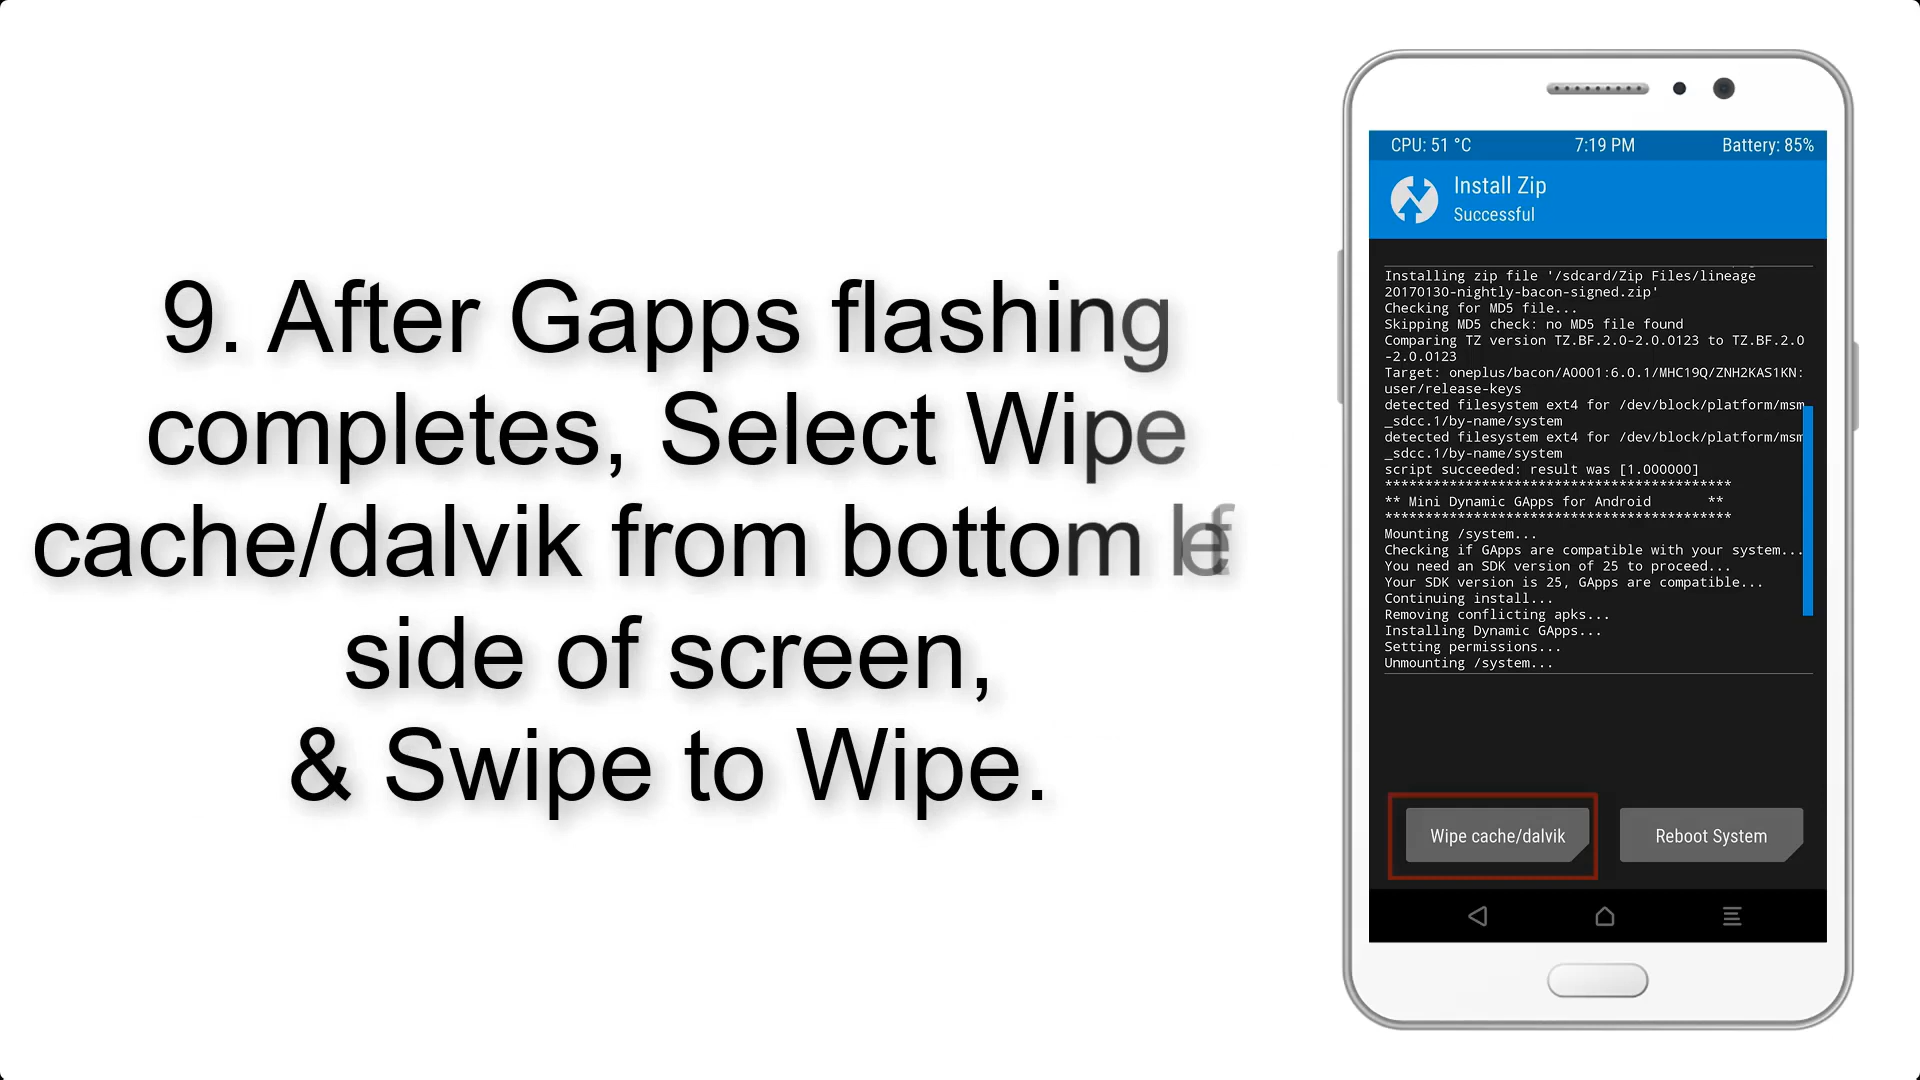 9. After Gapps flashing
completes, Select Wipe
cache/dalvik from bottom lef
side of screen,
& Swipe to Wipe.
CPU: 51 °C 7:19 PM Battery: 85%
Install Zip
Successful
Installing zip file '/sdcard/Zip Files/lineage
20170130-nightly-bacon-signed.zip'
Checking for MD5 file...
Skipping MD5 check: no MD5 file found
Comparing TZ version TZ.BF.2.0-2.0.0123 to TZ.BF.2.0
-2.0.0123
Target: oneplus/bacon/A0001:6.0.1/MHC19Q/ZNH2KAS1KN:
user/release-keys
detected filesystem ext4 for /dev/block/platform/msm
_sdcc.1/by-name/system
detected filesystem ext4 for /dev/block/platform/msm
_sdcc.1/by-name/system
script succeeded: result was [1.000000]
*******************************************
** Mini Dynamic GApps for Android **
*******************************************
Mounting /system...
Checking if GApps are compatible with your system...
You need an SDK version of 25 to proceed...
Your SDK version is 25, GApps are compatible...
Continuing install...
Removing conflicting apks...
Installing Dynamic GApps...
Setting permissions...
Unmounting /system...
Wipe cache/dalvik Reboot System